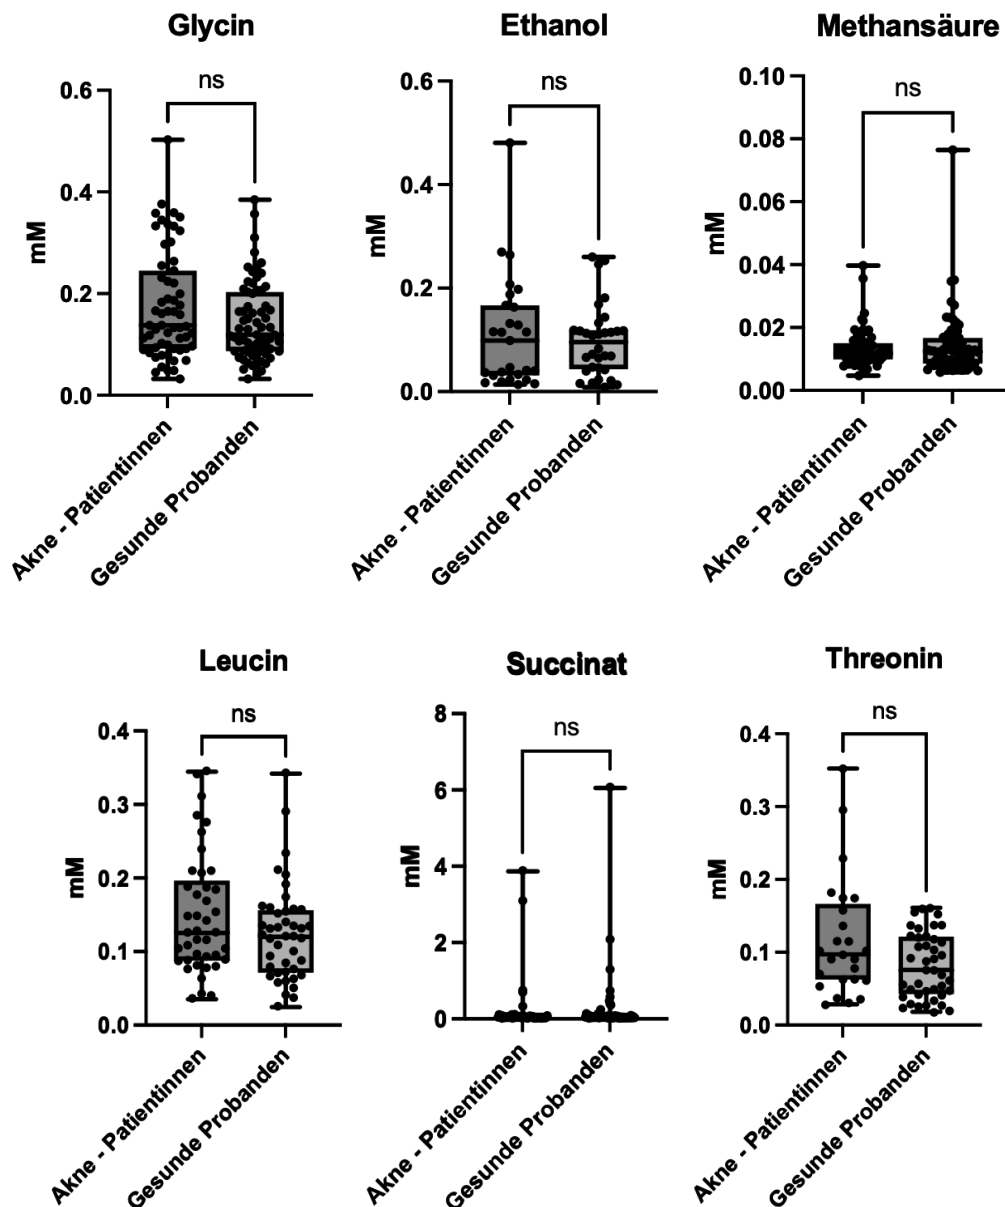 Glycin
ns
0.6
0.4
0.2
0.0
mM
Akne - Patientinnen
Gesunde Probanden
Ethanol
ns
0.6
0.4
0.2
0.0
mM
Akne - Patientinnen
Gesunde Probanden
Methansäure
ns
0.10
0.08
0.06
0.04
0.02
0.00
mM
Akne - Patientinnen
Gesunde Probanden
Leucin
ns
0.4
0.3
0.2
0.1
0.0
mM
Akne - Patientinnen
Gesunde Probanden
Succinat
ns
8
6
4
2
0
mM
Akne - Patientinnen
Gesunde Probanden
Threonin
ns
0.4
0.3
0.2
0.1
0.0
mM
Akne - Patientinnen
Gesunde Probanden